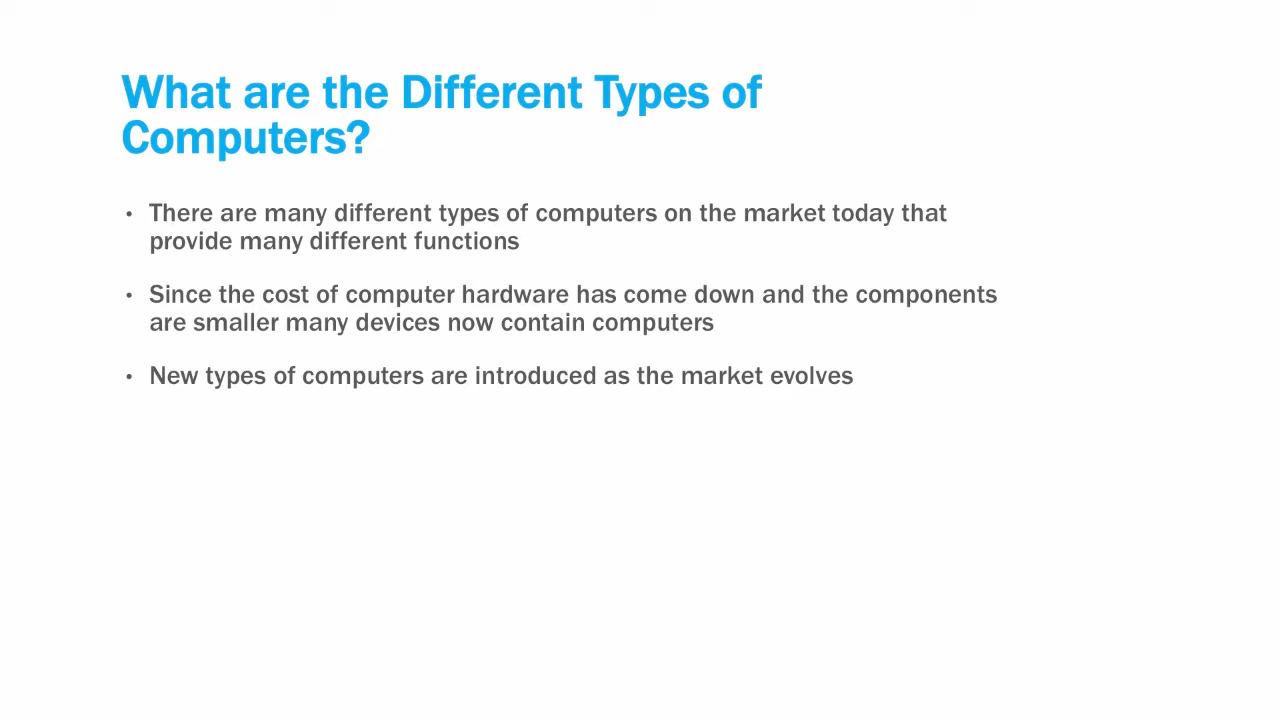 What are the Different Types of
Computers?
• There are many different types of computers on the market today that
provide many different functions
• Since the cost of computer hardware has come down and the components
are smaller many devices now contain computers
• New types of computers are introduced as the market evolves